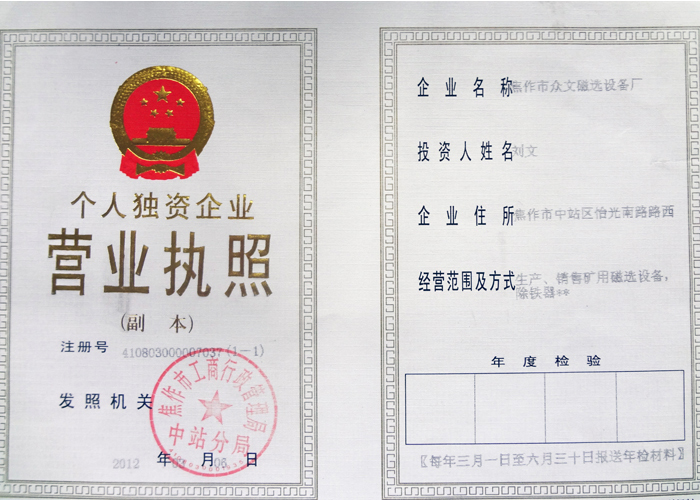 个人独资企业
营业执照
(副 本)
注册号 410803000007037(1-1)
发照机关
焦作市工商行政管理局
中站分局
2012 年 月 06 日
企业名称 焦作市众文磁选设备厂
投资人姓名 刘文
企业住所 焦作市中站区怡光南路路西
经营范围及方式 生产、销售矿用磁选设备,
除铁器**
年度检验
【每年三月一日至六月三十日报送年检材料】